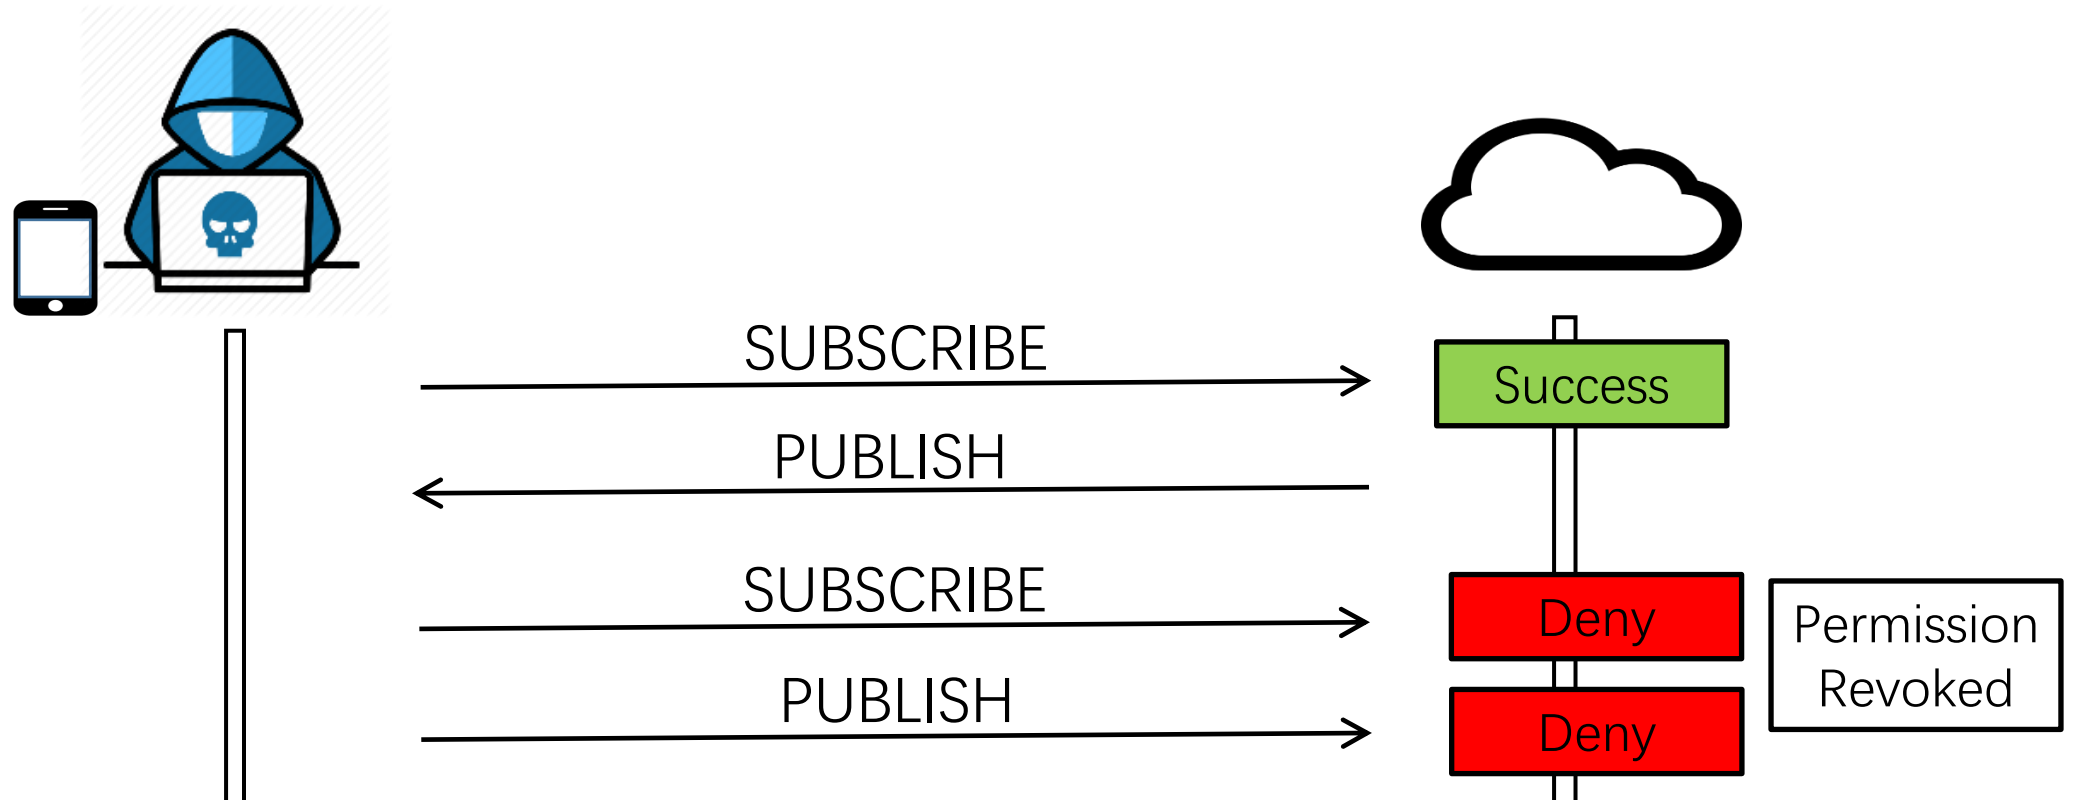 SUBSCRIBE
Success
PUBLISH
SUBSCRIBE
Deny
Permission
Revoked
PUBLISH
Deny